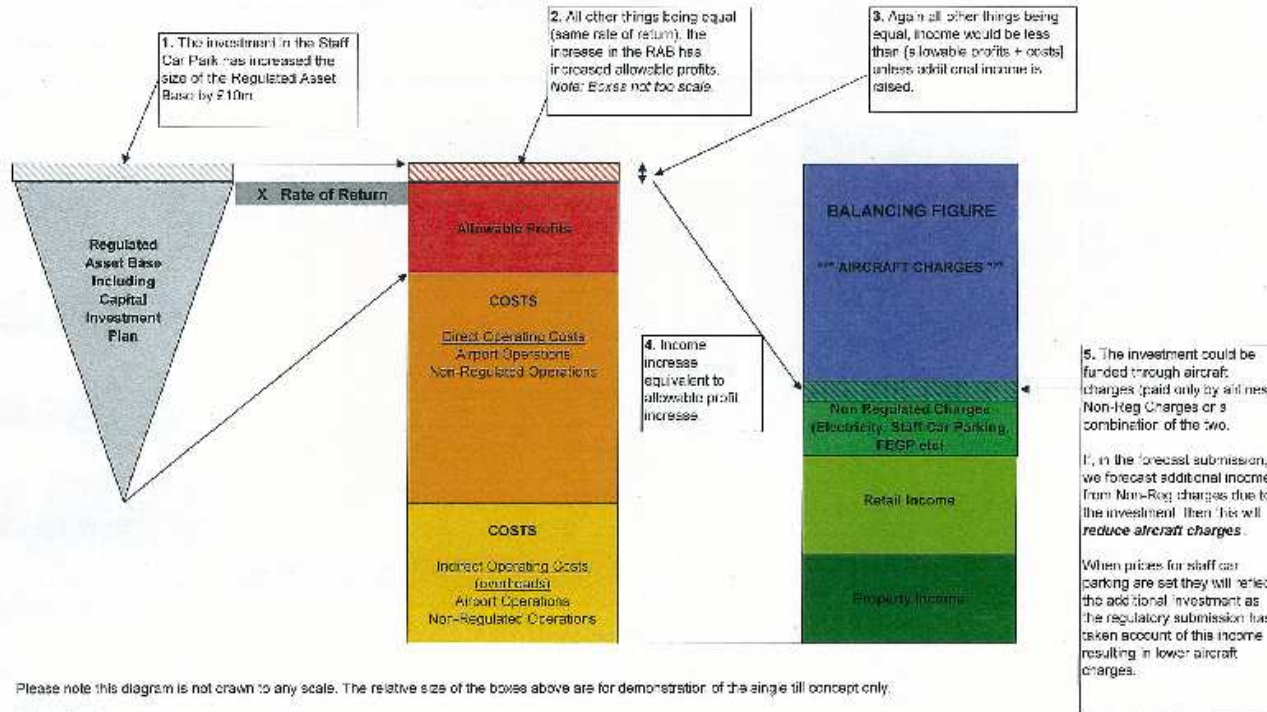 1. The investment in the Staff
Car Park has increased the
size of the Regulated Asset
Base by £10m.
2. All other things being equal
(same rate of return), the
increase in the RAB has
increased allowable profits.
Note: Boxes not too scale.
3. Again all other things being
equal, income would be less
than (allowable profits + costs)
unless additional income is
raised.
X Rate of Return
Regulated
Asset Base
Including
Capital
Investment
Plan
Allowable Profits
COSTS
Direct Operating Costs
Airport Operations
Non-Regulated Operations
COSTS
Indirect Operating Costs
(overheads)
Airport Operations
Non-Regulated Operations
4. Income
increase
equivalent to
allowable profit
increase.
BALANCING FIGURE
*** AIRCRAFT CHARGES ***
Non Regulated Charges
(Electricity, Staff Car Parking,
FEGP etc)
Retail Income
Property Income
5. The investment could be
funded through aircraft
charges (paid only by airlines
Non-Reg Charges or a
combination of the two.
If, in the forecast submission,
we forecast additional income
from Non-Reg charges due to
the investment then this will
reduce aircraft charges.
When prices for staff car
parking are set they will reflec
the additional investment as
the regulatory submission has
taken account of this income
resulting in lower aircraft
charges.
Please note this diagram is not drawn to any scale. The relative size of the boxes above are for demonstration of the single till concept only.